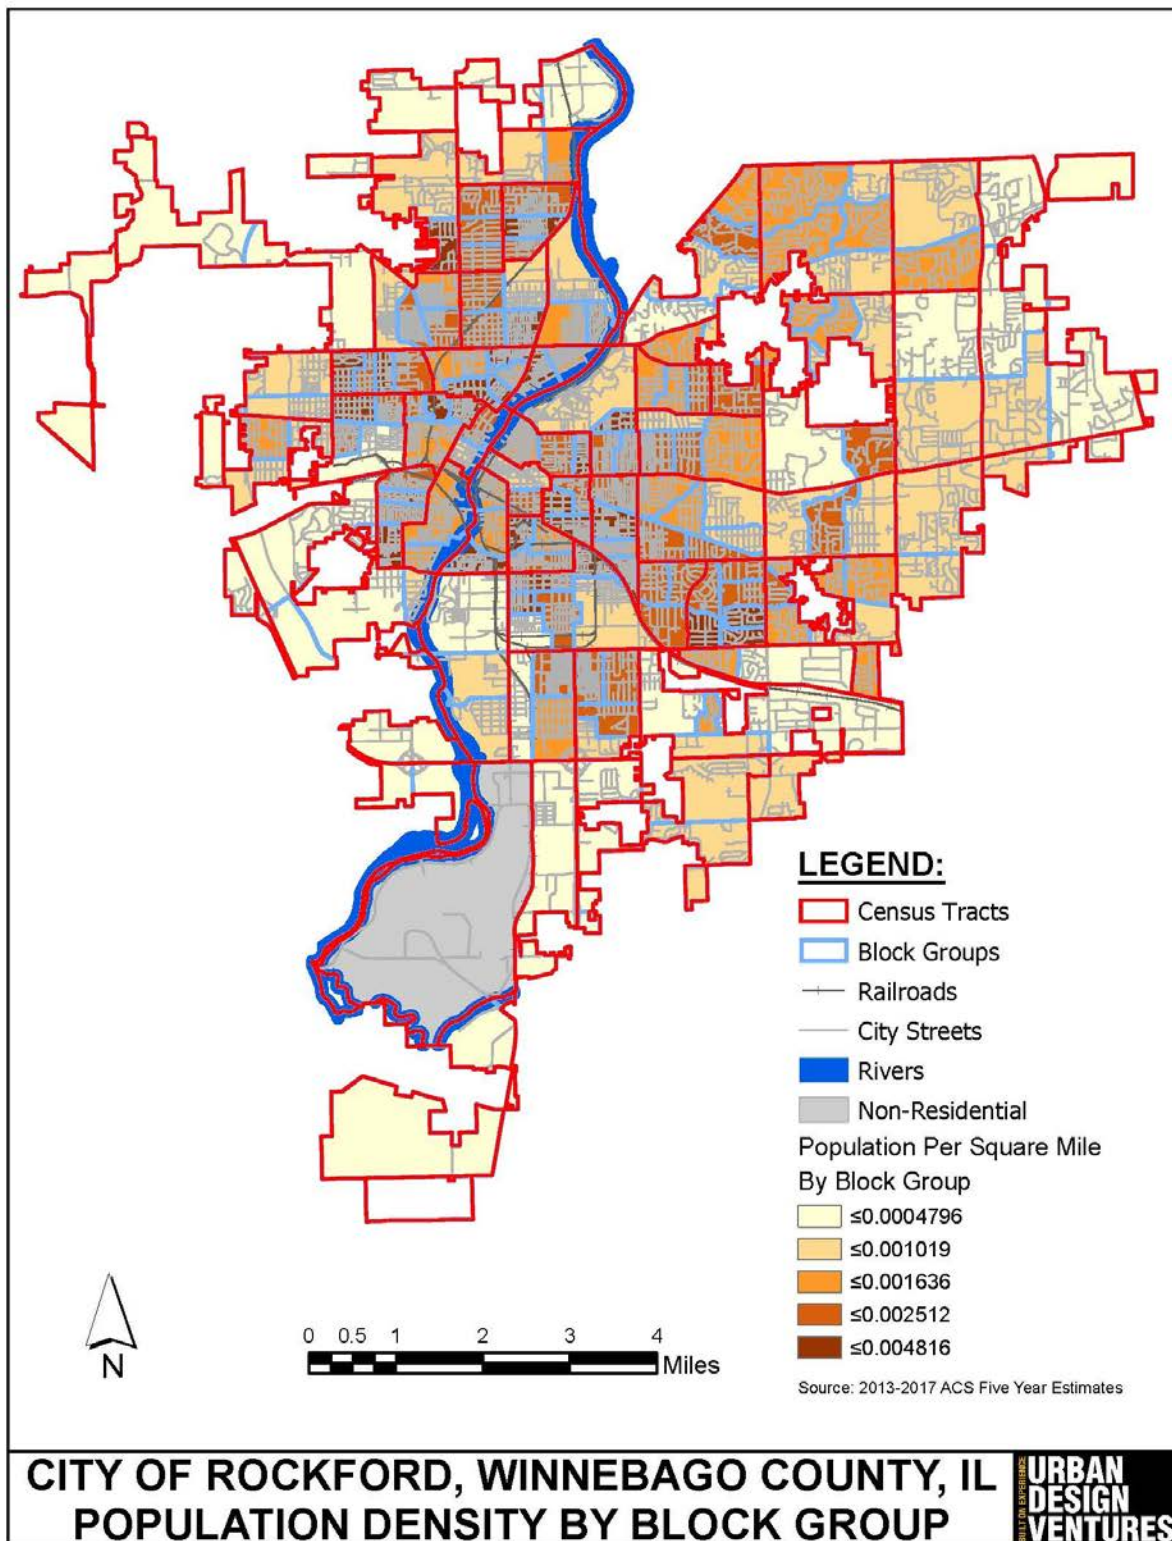 LEGEND:
Census Tracts
Block Groups
Railroads
City Streets
Rivers
Non-Residential
Population Per Square Mile
By Block Group
≤0.0004796
≤0.001019
≤0.001636
≤0.002512
≤0.004816
Source: 2013-2017 ACS Five Year Estimates
N
0 0.5 1 2 3 4
Miles
CITY OF ROCKFORD, WINNEBAGO COUNTY, IL
POPULATION DENSITY BY BLOCK GROUP
BUILT ON EXPERIENCE
URBAN
DESIGN
VENTURES